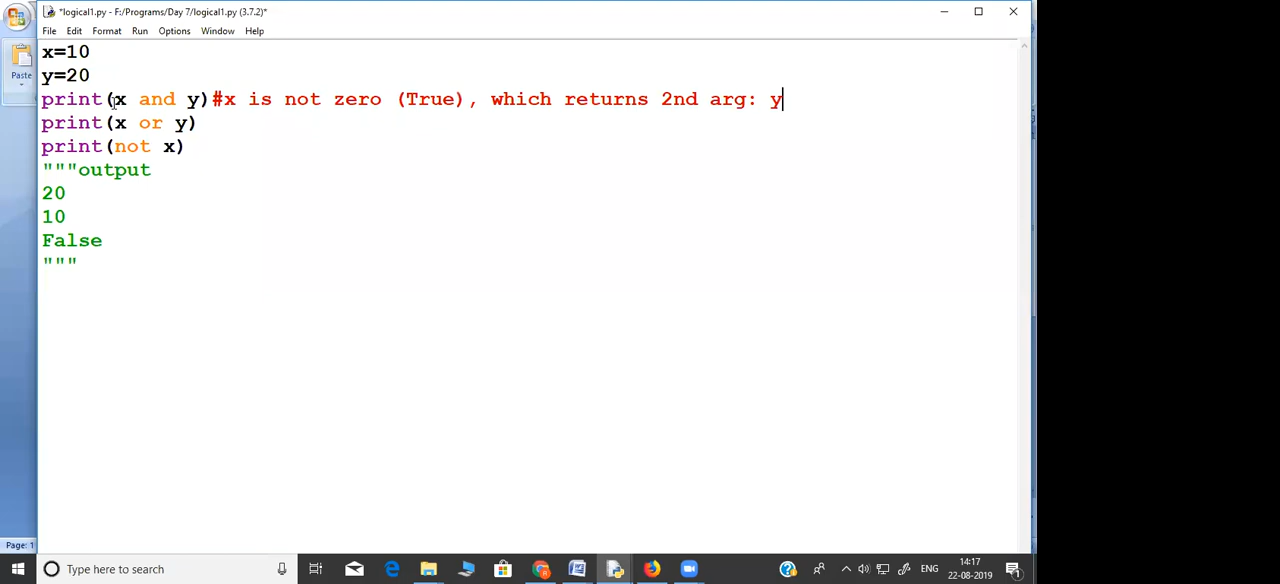 *logical1.py - F:/Programs/Day 7/logical1.py (3.7.2)*
File Edit Format Run Options Window Help
Paste
x=10
y=20
print(x and y)#x is not zero (True), which returns 2nd arg: y
print(x or y)
print(not x)
"""output
20
10
False
"""
Page: 1
Type here to search
ENG
14:17
22-08-2019
1